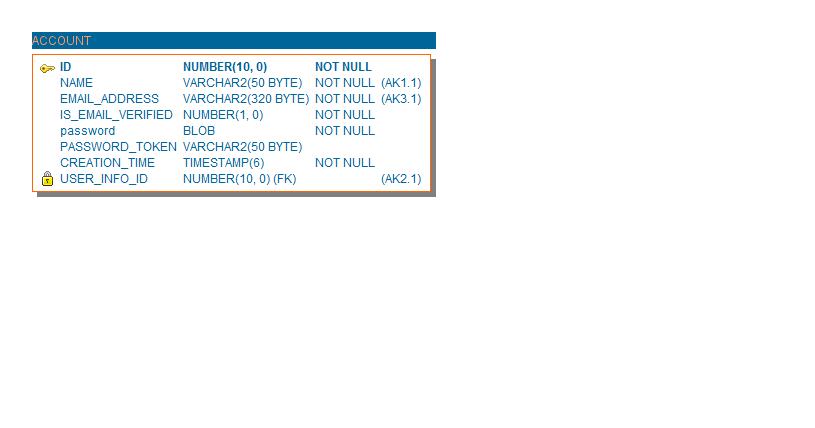 ACCOUNT
ID NUMBER(10, 0) NOT NULL
NAME VARCHAR2(50 BYTE) NOT NULL (AK1.1)
EMAIL_ADDRESS VARCHAR2(320 BYTE) NOT NULL (AK3.1)
IS_EMAIL_VERIFIED NUMBER(1, 0) NOT NULL
password BLOB NOT NULL
PASSWORD_TOKEN VARCHAR2(50 BYTE)
CREATION_TIME TIMESTAMP(6) NOT NULL
USER_INFO_ID NUMBER(10, 0) (FK) (AK2.1)